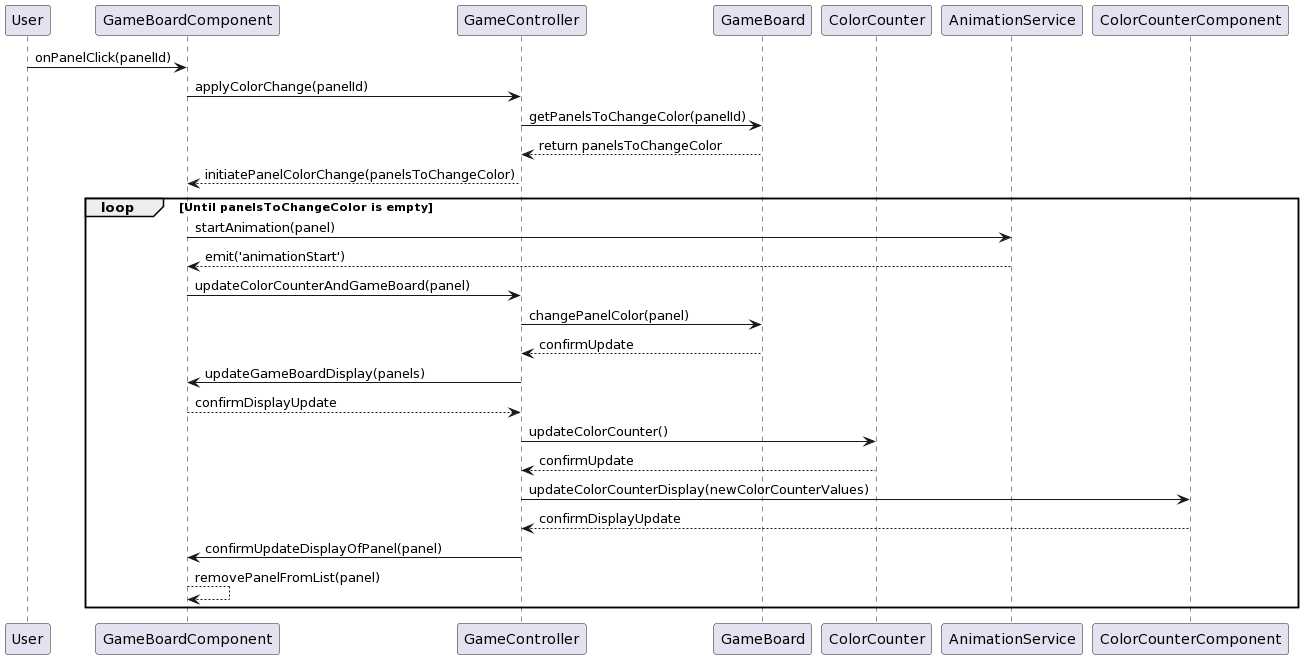 User GameBoardComponent GameController GameBoard ColorCounter AnimationService ColorCounterComponent
onPanelClick(panelId)
applyColorChange(panelId)
getPanelsToChangeColor(panelId)
return panelsToChangeColor
initiatePanelColorChange(panelsToChangeColor)
loop [Until panelsToChangeColor is empty]
startAnimation(panel)
emit('animationStart')
updateColorCounterAndGameBoard(panel)
changePanelColor(panel)
confirmUpdate
updateGameBoardDisplay(panels)
confirmDisplayUpdate
updateColorCounter()
confirmUpdate
updateColorCounterDisplay(newColorCounterValues)
confirmDisplayUpdate
confirmUpdateDisplayOfPanel(panel)
removePanelFromList(panel)
User GameBoardComponent GameController GameBoard ColorCounter AnimationService ColorCounterComponent